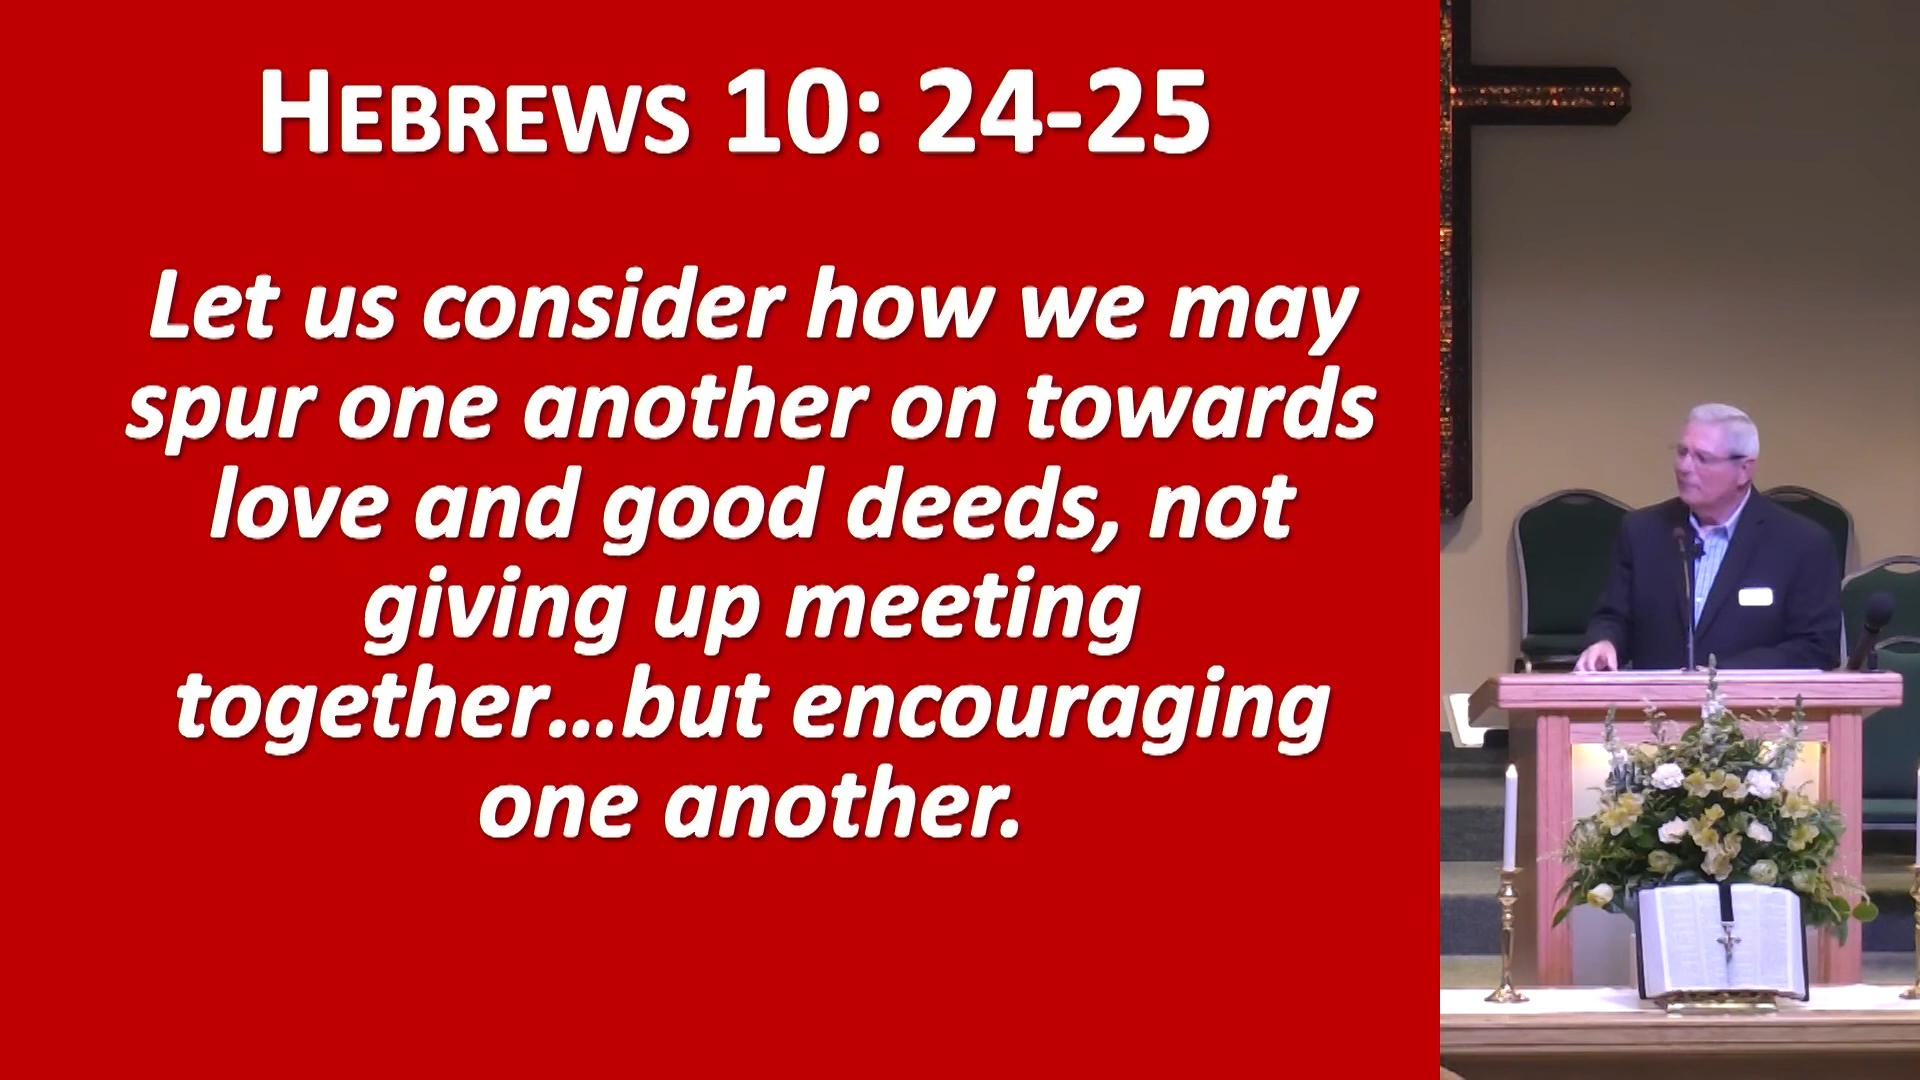 HEBREWS 10: 24-25
Let us consider how we may
spur one another on towards
love and good deeds, not
giving up meeting
together...but encouraging
one another.